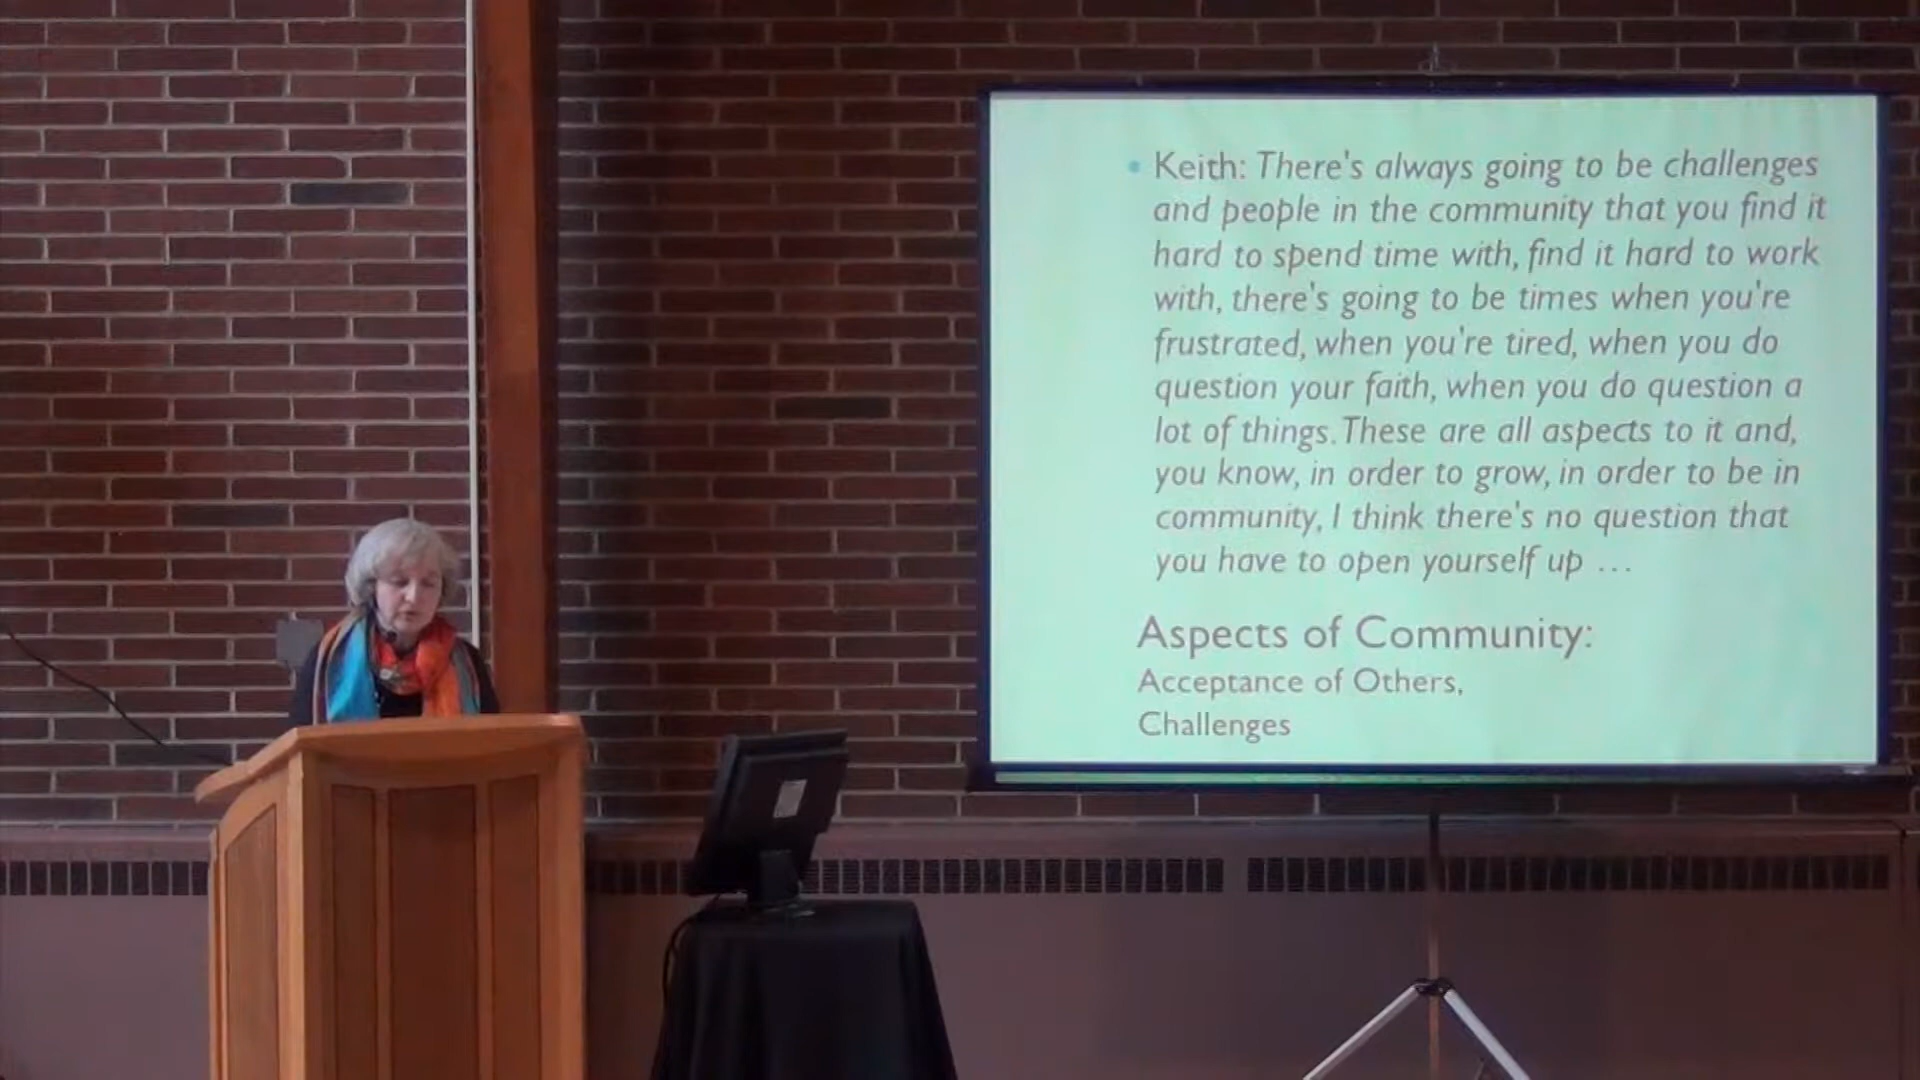 • Keith: There's always going to be challenges
and people in the community that you find it
hard to spend time with, find it hard to work
with, there's going to be times when you're
frustrated, when you're tired, when you do
question your faith, when you do question a
lot of things. These are all aspects to it and,
you know, in order to grow, in order to be in
community, I think there's no question that
you have to open yourself up …
Aspects of Community:
Acceptance of Others,
Challenges